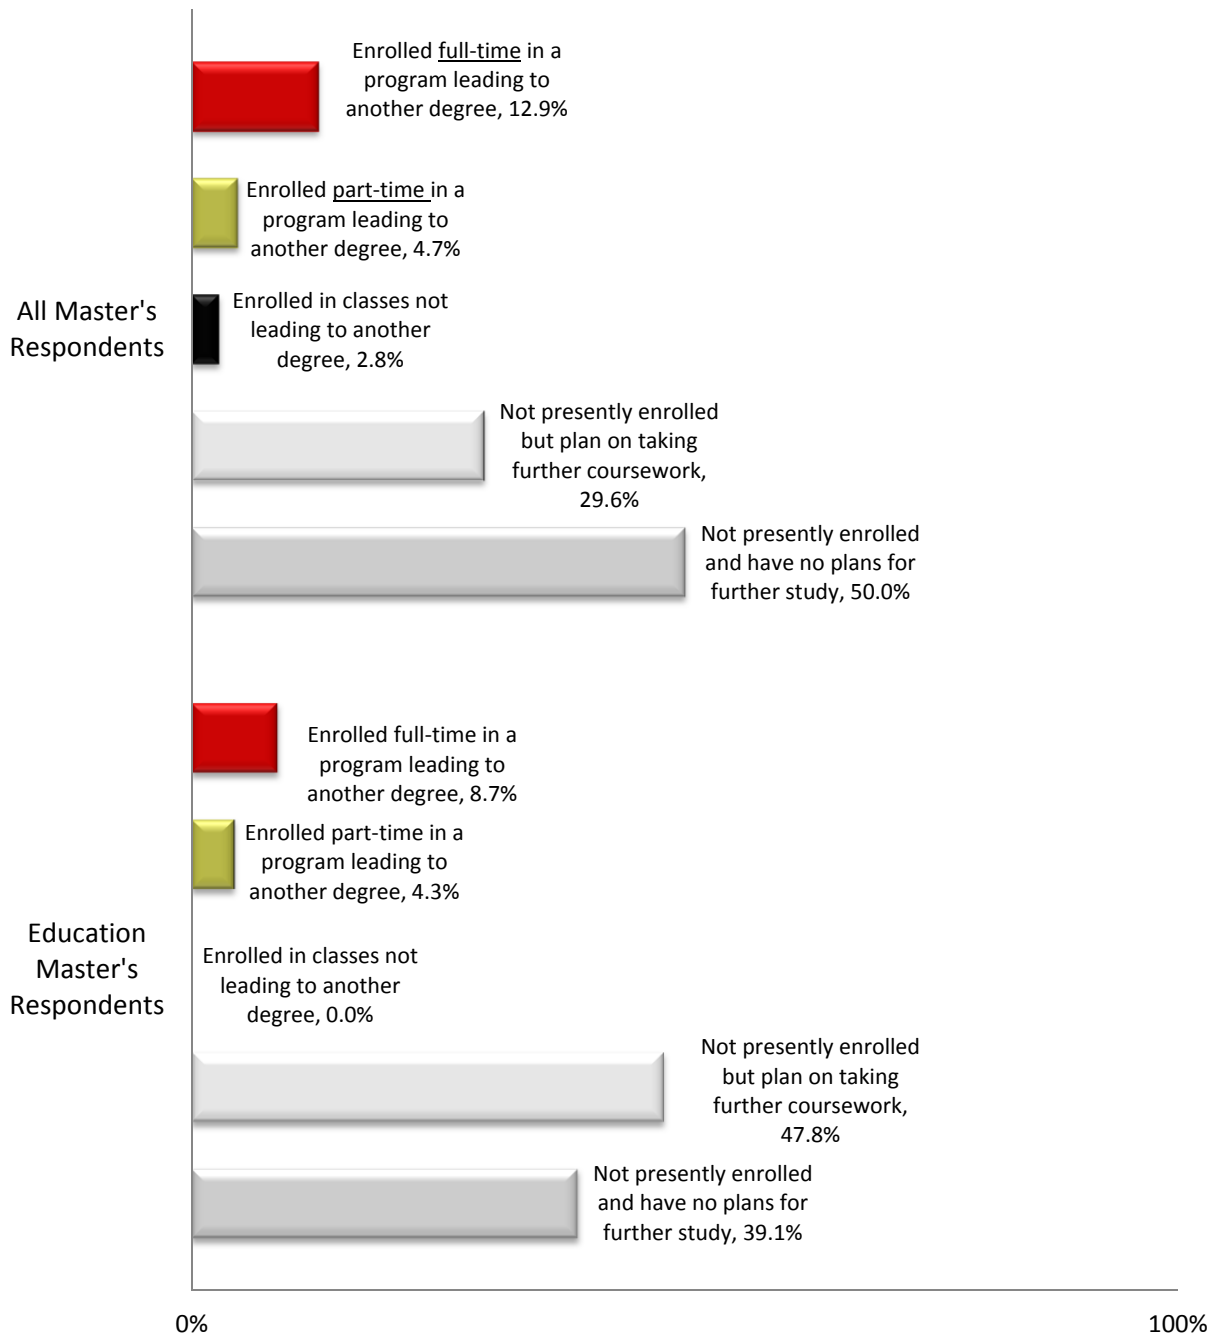 Enrolled full-time in a
program leading to
another degree, 12.9%
Enrolled part-time in a
program leading to
another degree, 4.7%
All Master's
Respondents
Enrolled in classes not
leading to another
degree, 2.8%
Not presently enrolled
but plan on taking
further coursework,
29.6%
Not presently enrolled
and have no plans for
further study, 50.0%
Enrolled full-time in a
program leading to
another degree, 8.7%
Enrolled part-time in a
program leading to
another degree, 4.3%
Education
Master's
Respondents
Enrolled in classes not
leading to another
degree, 0.0%
Not presently enrolled
but plan on taking
further coursework,
47.8%
Not presently enrolled
and have no plans for
further study, 39.1%
0%
100%